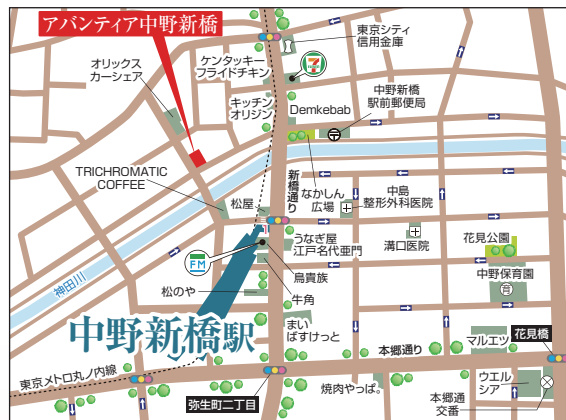 アバンティア中野新橋
オリックス
カーシェア
ケンタッキー
フライドチキン
東京シティ
信用金庫
7
キッチン
オリジン
Demkebab
中野新橋
駅前郵便局
〒
TRICHROMATIC
COFFEE
松屋
新橋通り
なかしん
広場
中島
整形外科医院
溝口医院
花見公園
中野保育園
育
うなぎ屋
江戸名代亜門
FM
鳥貴族
松のや
牛角
神田川
中野新橋駅
まい
ばすけっと
本郷通り
マルエツ
花見橋
東京メトロ丸ノ内線
弥生町二丁目
焼肉やっぱ。
ウエル
シア
本郷通
交番